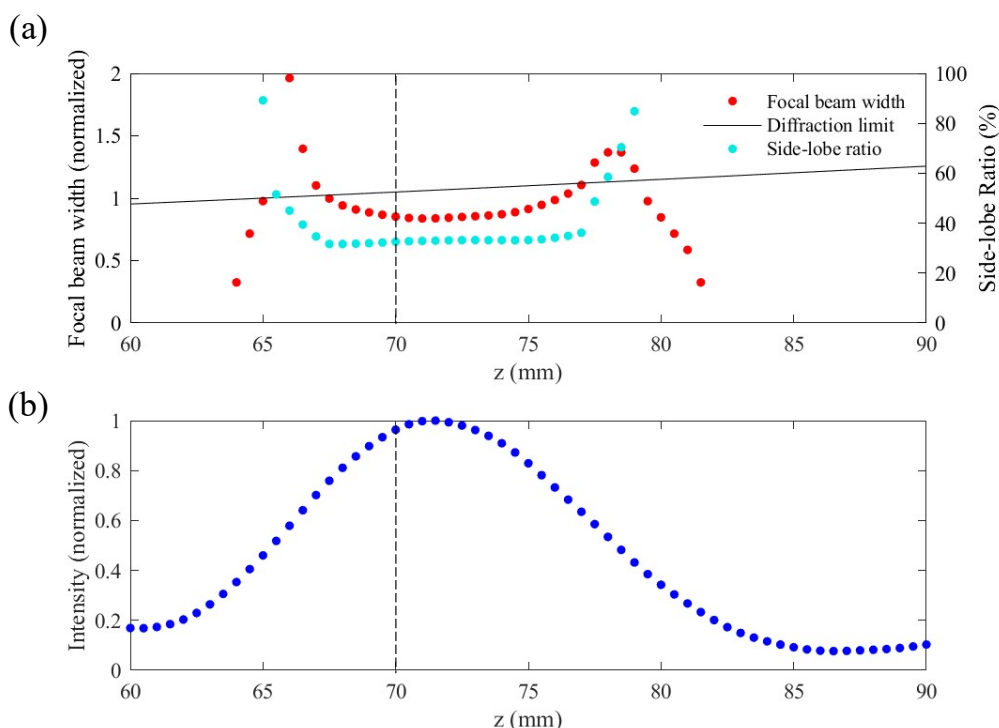 (a)
Focal beam width (normalized)
2
1.5
1
0.5
0
100
80
60
40
20
0
Side-lobe Ratio (%)
Focal beam width
Diffraction limit
Side-lobe ratio
60 65 70 75 80 85 90
z (mm)
(b)
Intensity (normalized)
1
0.8
0.6
0.4
0.2
0
60 65 70 75 80 85 90
z (mm)